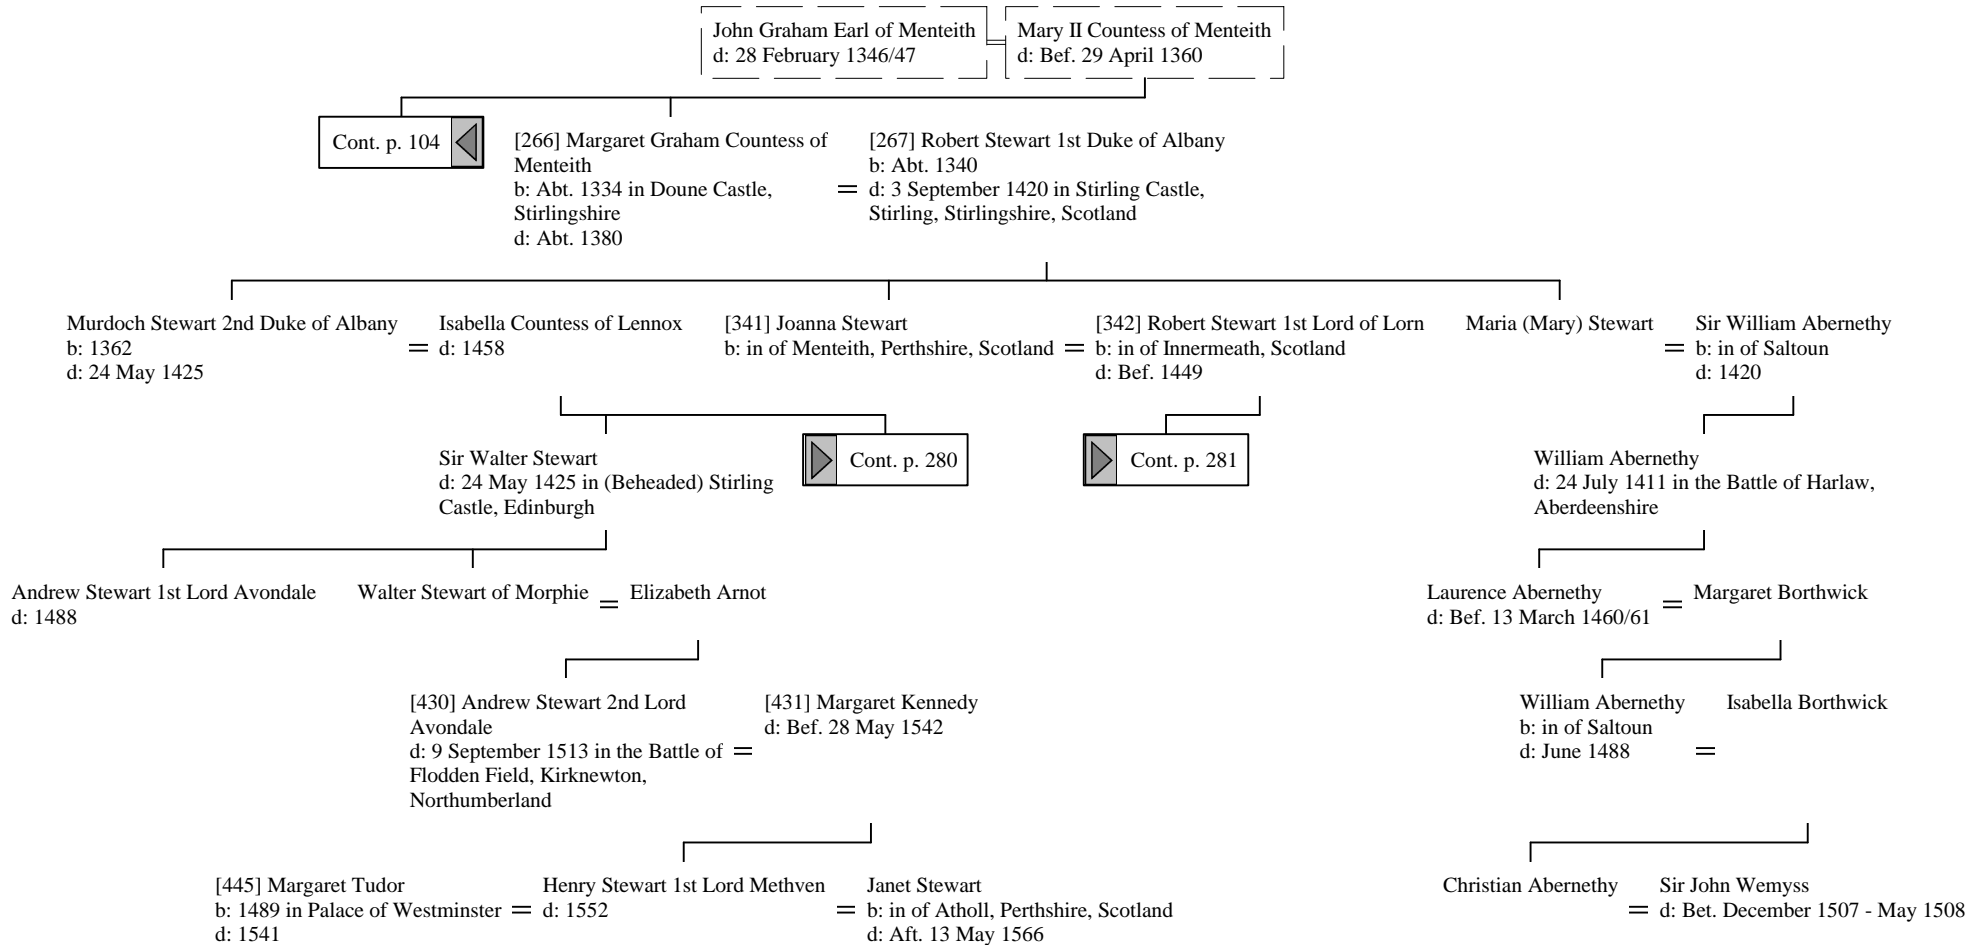 John Graham Earl of Menteith
d: 28 February 1346/47
Mary II Countess of Menteith
d: Bef. 29 April 1360
Cont. p. 104
[266] Margaret Graham Countess of
Menteith
b: Abt. 1334 in Doune Castle,
Stirlingshire
d: Abt. 1380
=
[267] Robert Stewart 1st Duke of Albany
b: Abt. 1340
d: 3 September 1420 in Stirling Castle,
Stirling, Stirlingshire, Scotland
Murdoch Stewart 2nd Duke of Albany
b: 1362
d: 24 May 1425
=
Isabella Countess of Lennox
d: 1458
[341] Joanna Stewart
b: in of Menteith, Perthshire, Scotland
=
[342] Robert Stewart 1st Lord of Lorn
b: in of Innermeath, Scotland
d: Bef. 1449
Maria (Mary) Stewart
=
Sir William Abernethy
b: in of Saltoun
d: 1420
Sir Walter Stewart
d: 24 May 1425 in (Beheaded) Stirling
Castle, Edinburgh
Cont. p. 280
Cont. p. 281
William Abernethy
d: 24 July 1411 in the Battle of Harlaw,
Aberdeenshire
Andrew Stewart 1st Lord Avondale
d: 1488
Walter Stewart of Morphie
=
Elizabeth Arnot
Laurence Abernethy
d: Bef. 13 March 1460/61
=
Margaret Borthwick
[430] Andrew Stewart 2nd Lord
Avondale
d: 9 September 1513 in the Battle of
Flodden Field, Kirknewton,
Northumberland
=
[431] Margaret Kennedy
d: Bef. 28 May 1542
William Abernethy
b: in of Saltoun
d: June 1488
=
Isabella Borthwick
[445] Margaret Tudor
b: 1489 in Palace of Westminster
d: 1541
=
Henry Stewart 1st Lord Methven
d: 1552
=
Janet Stewart
b: in of Atholl, Perthshire, Scotland
d: Aft. 13 May 1566
Christian Abernethy
=
Sir John Wemyss
d: Bet. December 1507 - May 1508